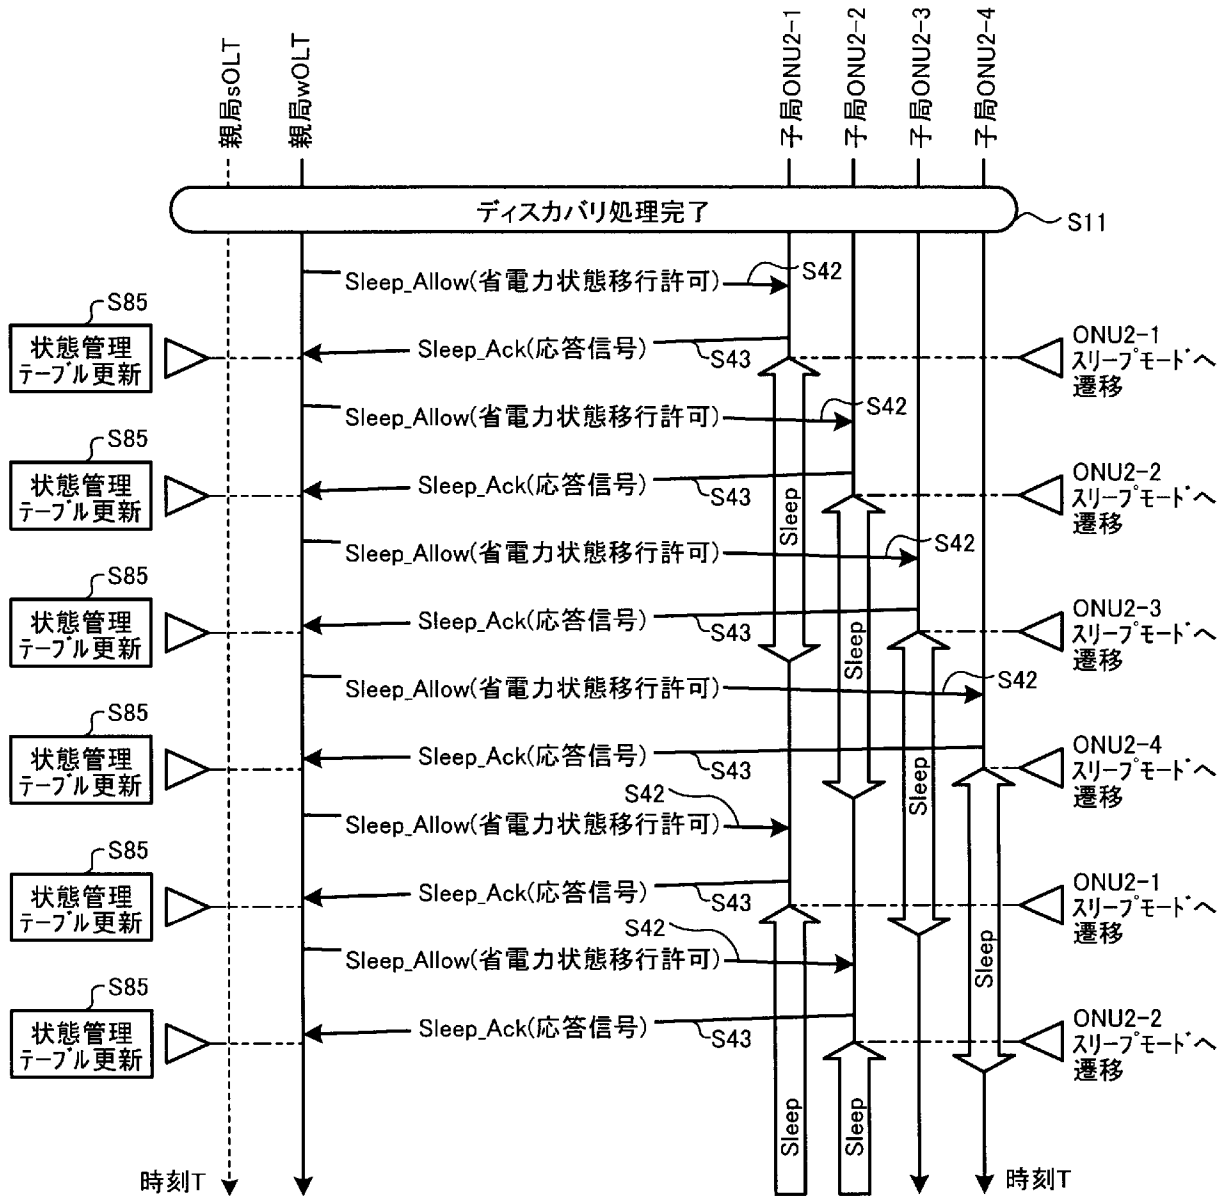 親局sOLT
親局wOLT
子局ONU2-1
子局ONU2-2
子局ONU2-3
子局ONU2-4
ディスカバリ処理完了
S11
Sleep_Allow(省電力状態移行許可)
S42
S85
状態管理
テーブル更新
Sleep_Ack(応答信号)
S43
ONU2-1
スリープモードへ
遷移
Sleep_Allow(省電力状態移行許可)
S42
S85
状態管理
テーブル更新
Sleep_Ack(応答信号)
S43
Sleep
ONU2-2
スリープモードへ
遷移
Sleep_Allow(省電力状態移行許可)
S42
S85
状態管理
テーブル更新
Sleep_Ack(応答信号)
S43
Sleep
ONU2-3
スリープモードへ
遷移
Sleep_Allow(省電力状態移行許可)
S42
S85
状態管理
テーブル更新
Sleep_Ack(応答信号)
S43
Sleep
ONU2-4
スリープモードへ
遷移
Sleep_Allow(省電力状態移行許可)
S42
S85
状態管理
テーブル更新
Sleep_Ack(応答信号)
S43
ONU2-1
スリープモードへ
遷移
Sleep_Allow(省電力状態移行許可)
S42
Sleep
S85
状態管理
テーブル更新
Sleep_Ack(応答信号)
S43
ONU2-2
スリープモードへ
遷移
Sleep
Sleep
時刻T
時刻T